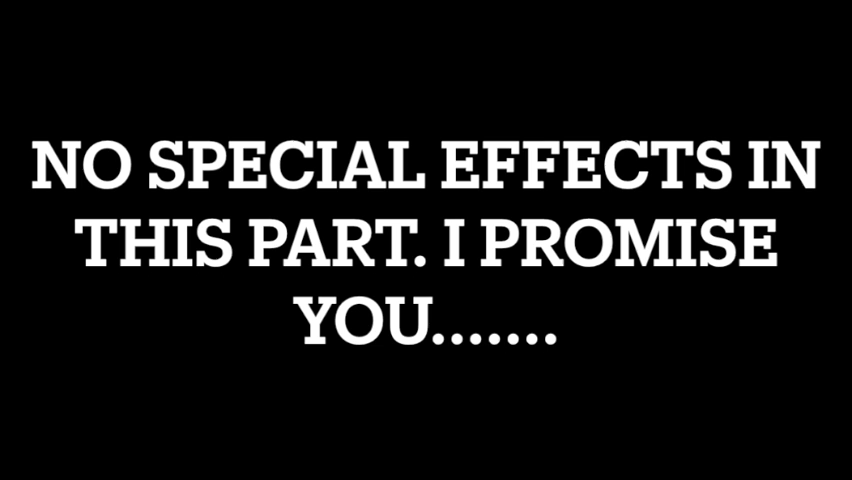 NO SPECIAL EFFECTS IN
THIS PART. I PROMISE
YOU.......